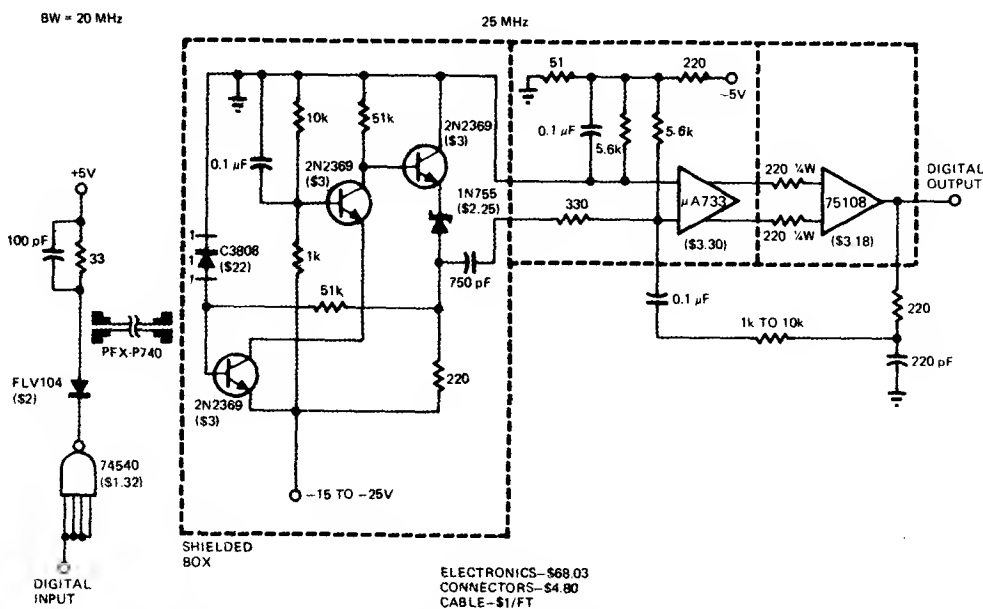 BW = 20 MHz
25 MHz
+5V
100 pF
33
PFX-P740
FLV104
($2)
74S40
($1.32)
DIGITAL
INPUT
0.1 µF
10k
51k
2N2369
($3)
2N2369
($3)
1N755
($2.25)
1
1
1
C3808
($22)
1k
51k
750 pF
2N2369
($3)
220
–15 TO –25V
SHIELDED
BOX
51
220
–5V
0.1 µF
5.6k
5.6k
330
µA733
($3.30)
220 ¼W
220 ¼W
75108
($3.18)
DIGITAL
OUTPUT
0.1 µF
1k TO 10k
220
220 pF
ELECTRONICS–$68.03
CONNECTORS–$4.80
CABLE–$1/FT